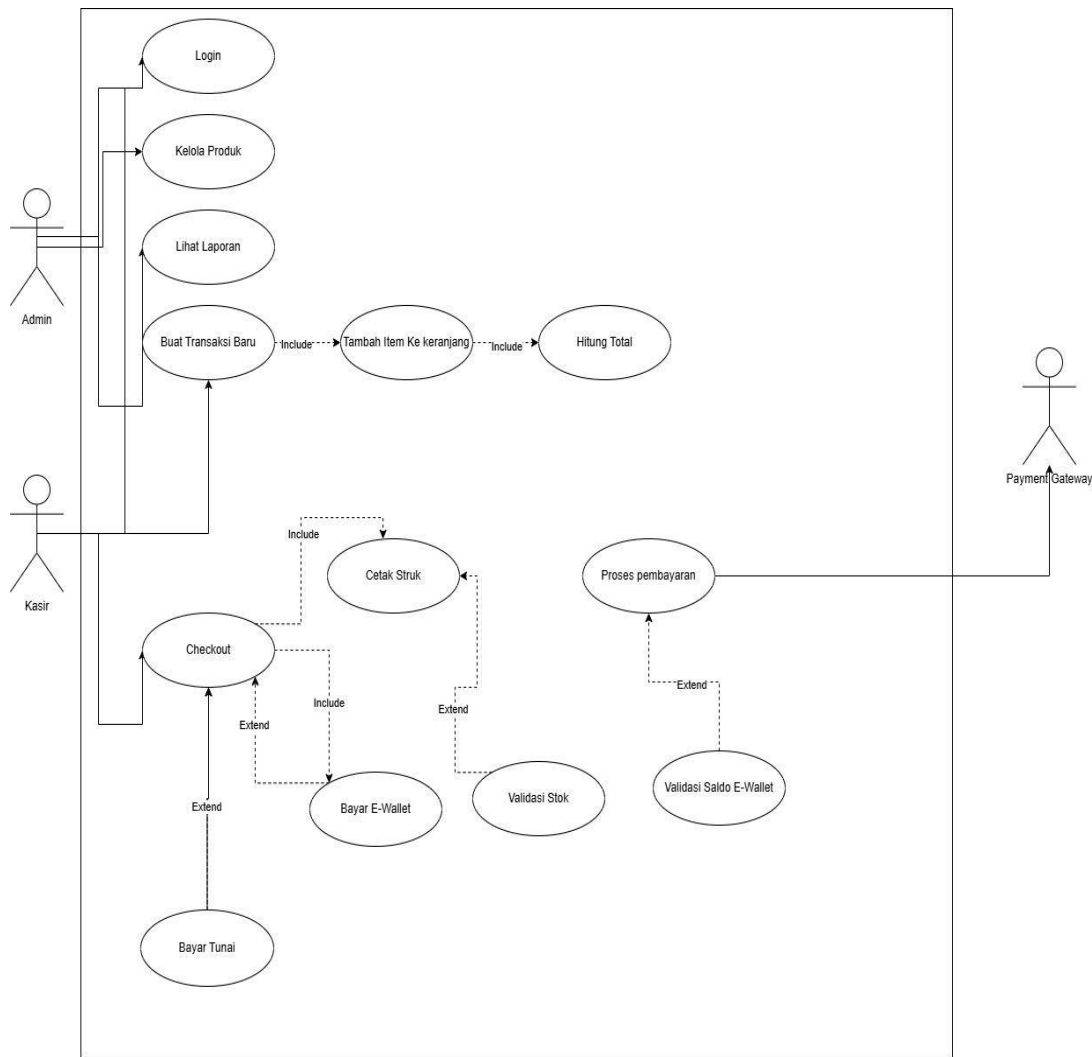 Login
Kelola Produk
Lihat Laporan
Admin
Buat Transaksi Baru
Include
Tambah Item Ke keranjang
Include
Hitung Total
Payment Gateway
Kasir
Include
Cetak Struk
Proses pembayaran
Checkout
Include
Extend
Extend
Extend
Bayar E-Wallet
Validasi Stok
Validasi Saldo E-Wallet
Extend
Bayar Tunai